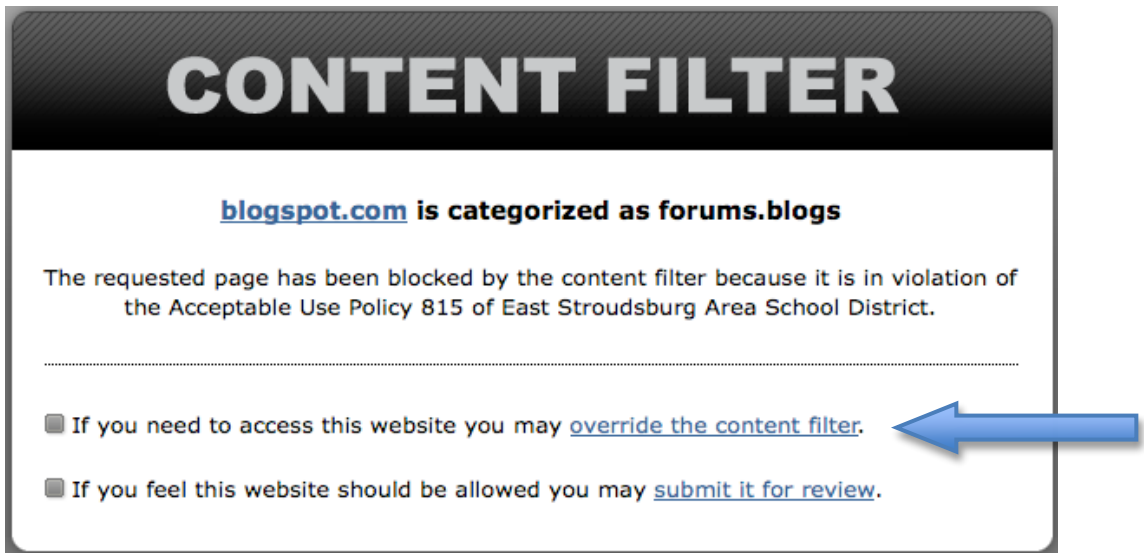 CONTENT FILTER
blogspot.com is categorized as forums.blogs
The requested page has been blocked by the content filter because it is in violation of
the Acceptable Use Policy 815 of East Stroudsburg Area School District.
If you need to access this website you may override the content filter.
If you feel this website should be allowed you may submit it for review.